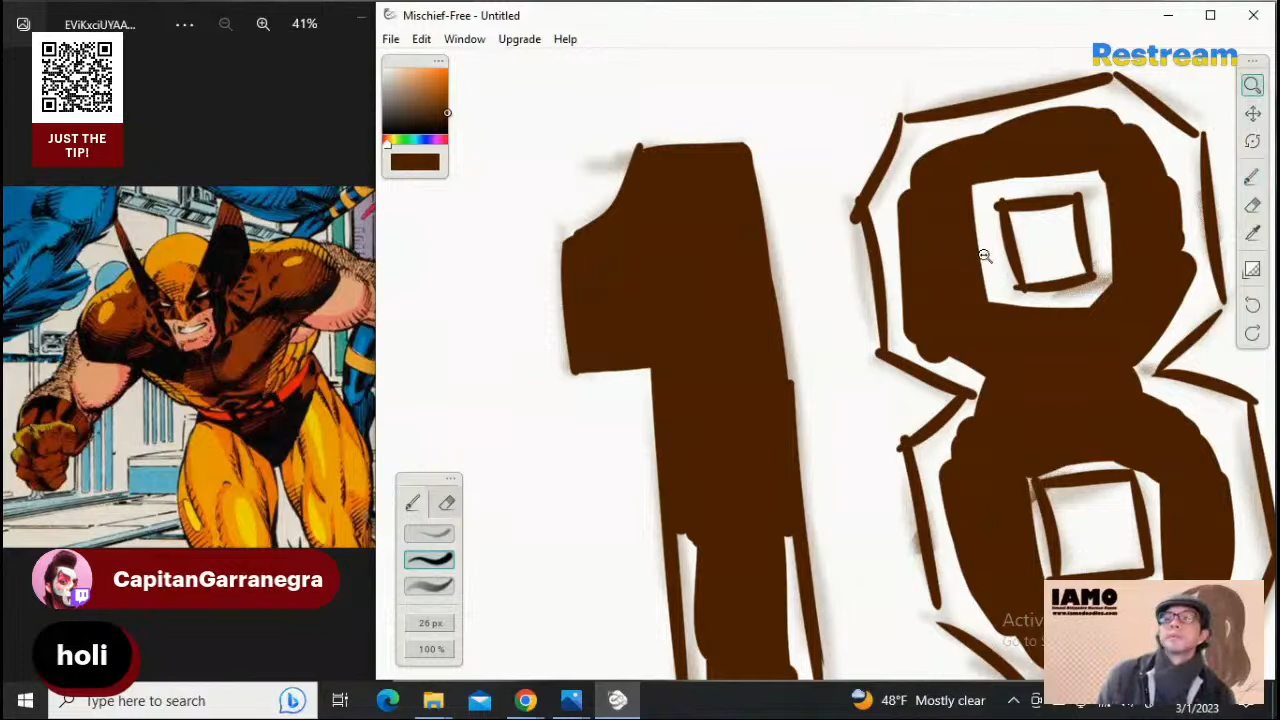 EViKxciUYAA...
41%
JUST THE
TIP!
Mischief-Free - Untitled
File Edit Window Upgrade Help
Restream
18
26 px
100 %
CapitanGarranegra
holi
IAMO
Type here to search
48°F Mostly clear
3/1/2023